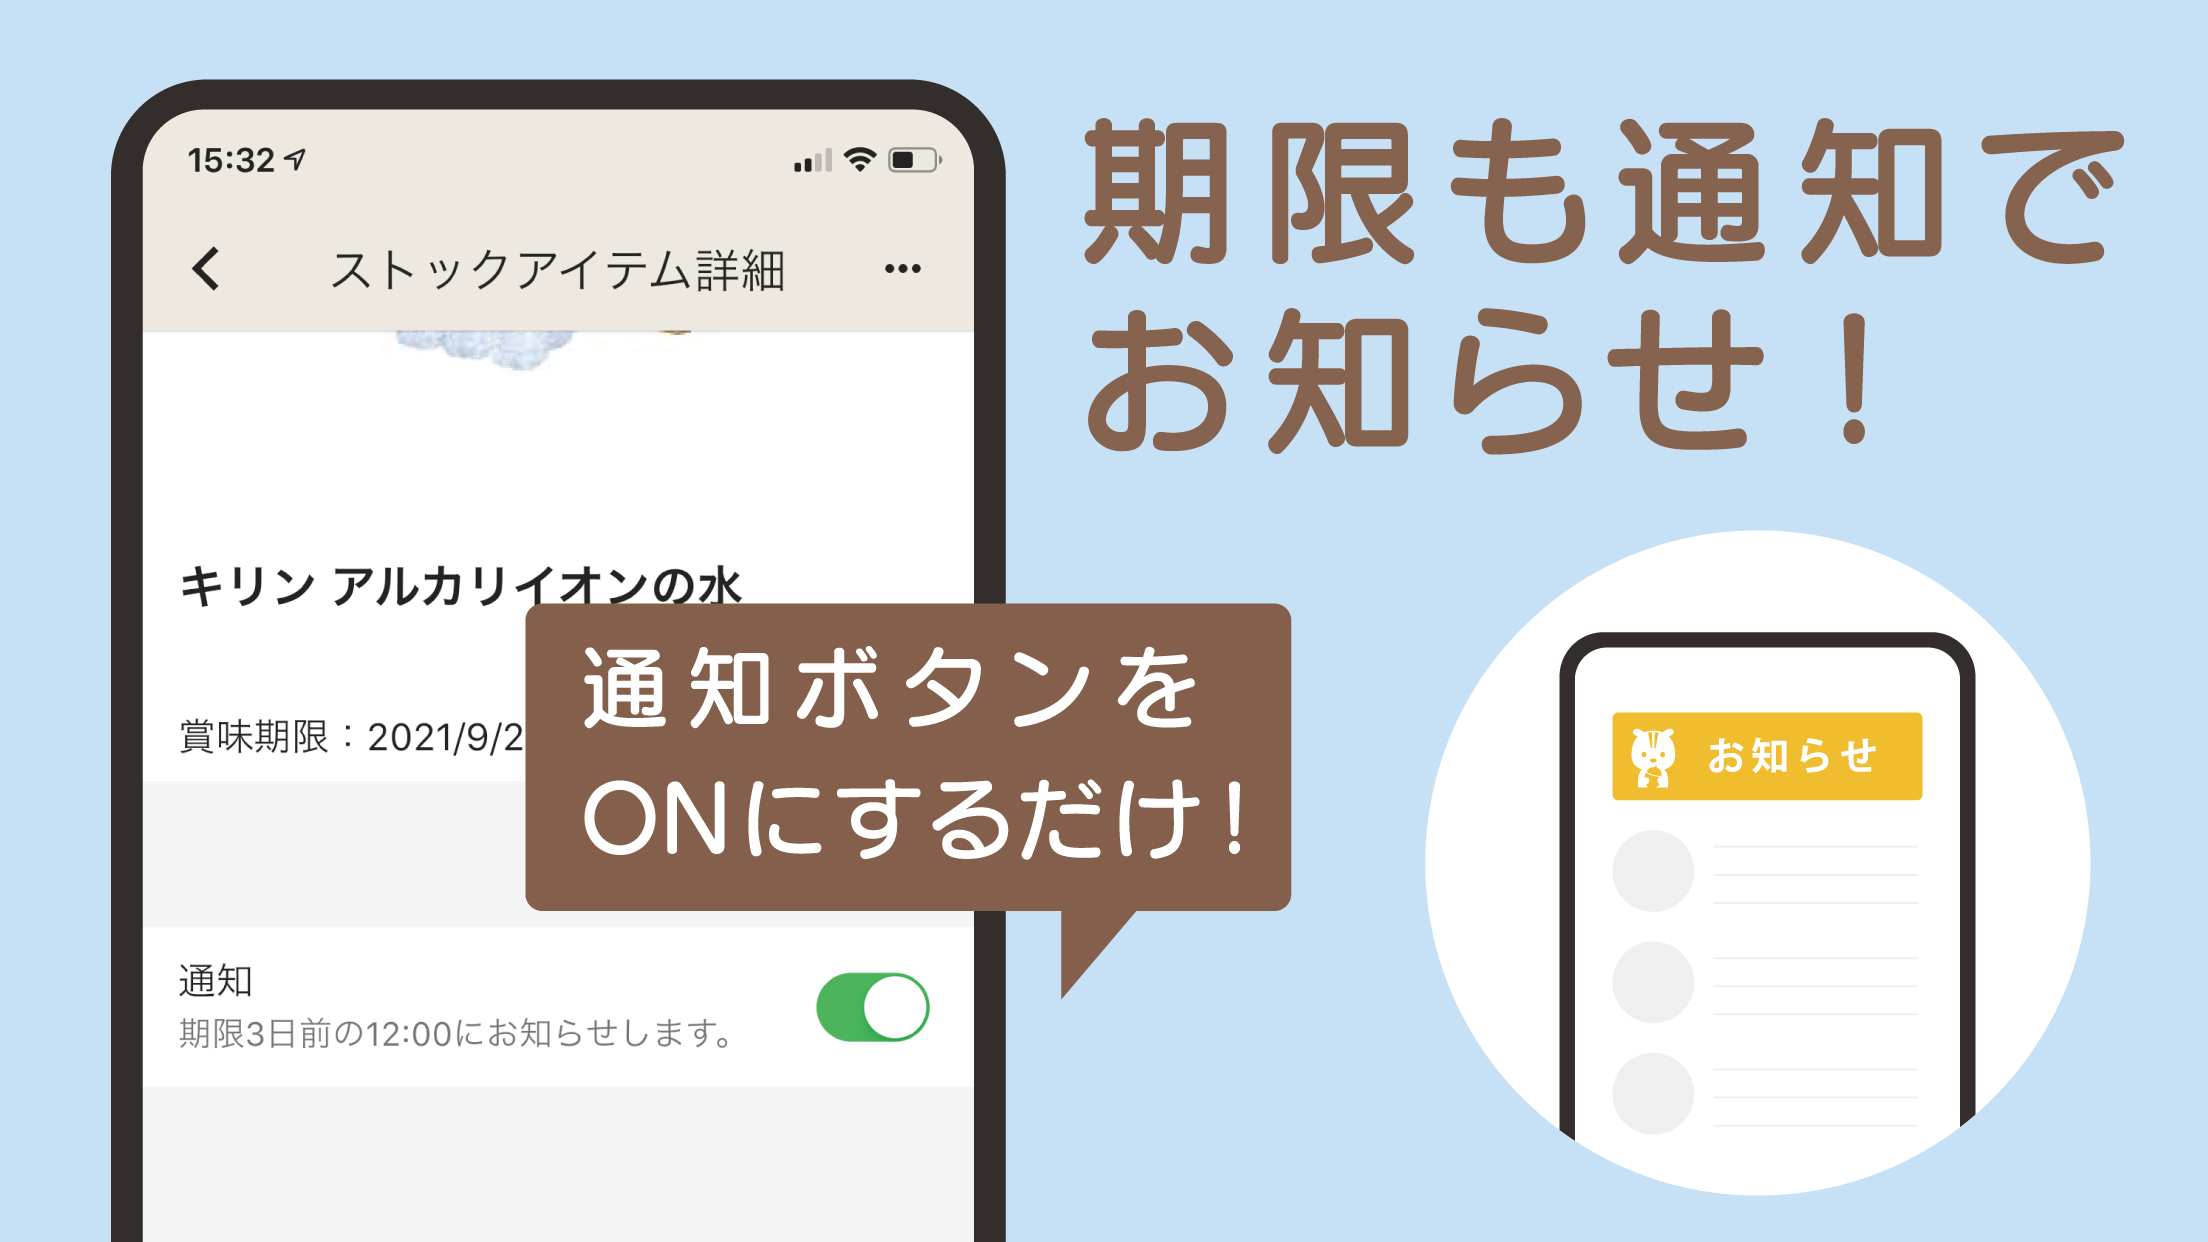 15:32
ストックアイテム詳細
期限も通知で
お知らせ！
キリン アルカリイオンの水
賞味期限：2021/9/2
通知ボタンを
ONにするだけ！
お知らせ
通知
期限3日前の12:00にお知らせします。